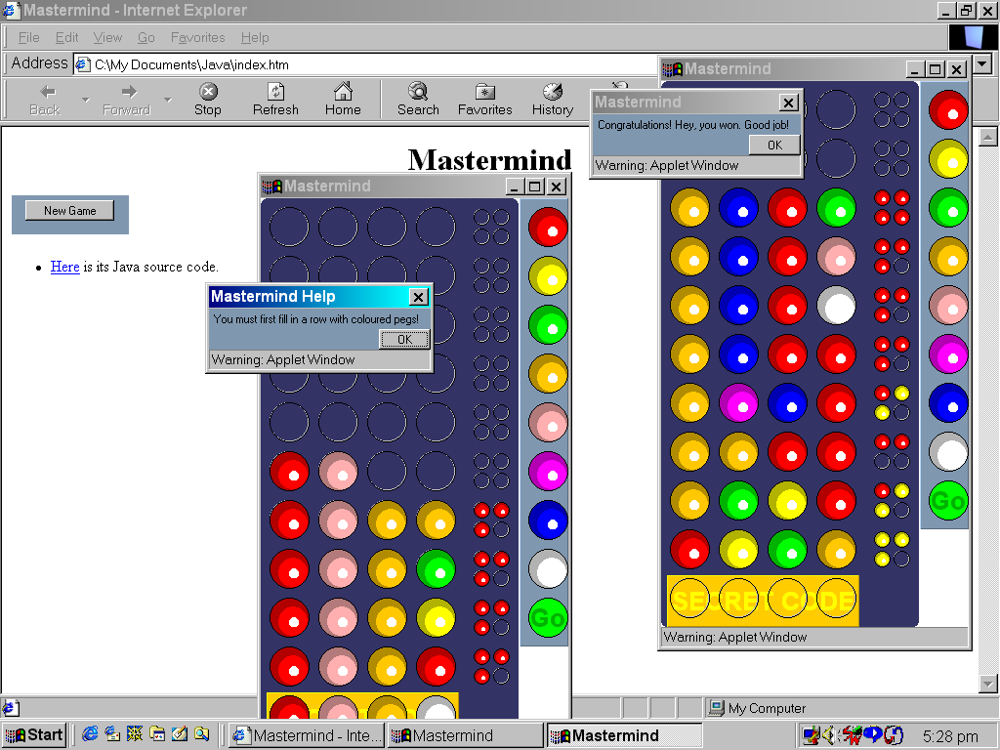 Mastermind - Internet Explorer
File Edit View Go Favorites Help
Address C:\My Documents\Java\index.htm
Back Forward Stop Refresh Home Search Favorites History
Mastermind
New Game
Here is its Java source code.
Mastermind
Mastermind Help
You must first fill in a row with coloured pegs!
OK
Warning: Applet Window
Go
Mastermind
Mastermind
Congratulations! Hey, you won. Good job!
OK
Warning: Applet Window
Go
SECRET CODE
Warning: Applet Window
My Computer
Start Mastermind - Inte... Mastermind Mastermind 5:28 pm